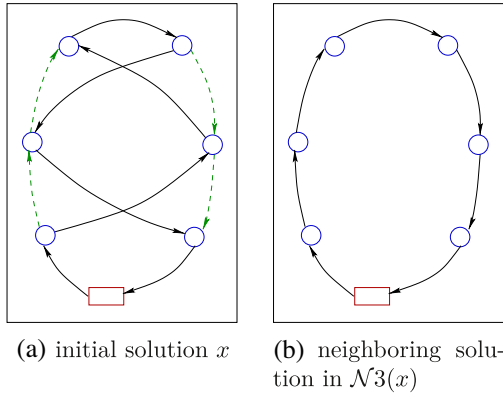 (a) initial solution x
(b) neighboring solu-
tion in N3(x)